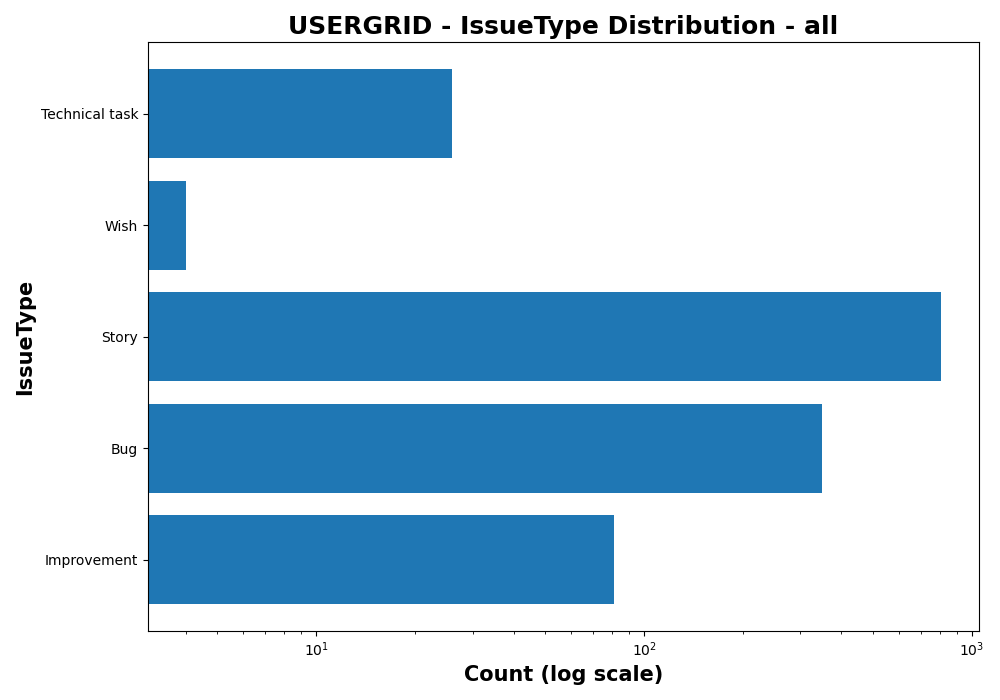 USERGRID - IssueType Distribution - all
Technical task
Wish
Story
Bug
Improvement
IssueType
10¹
10²
10³
Count (log scale)